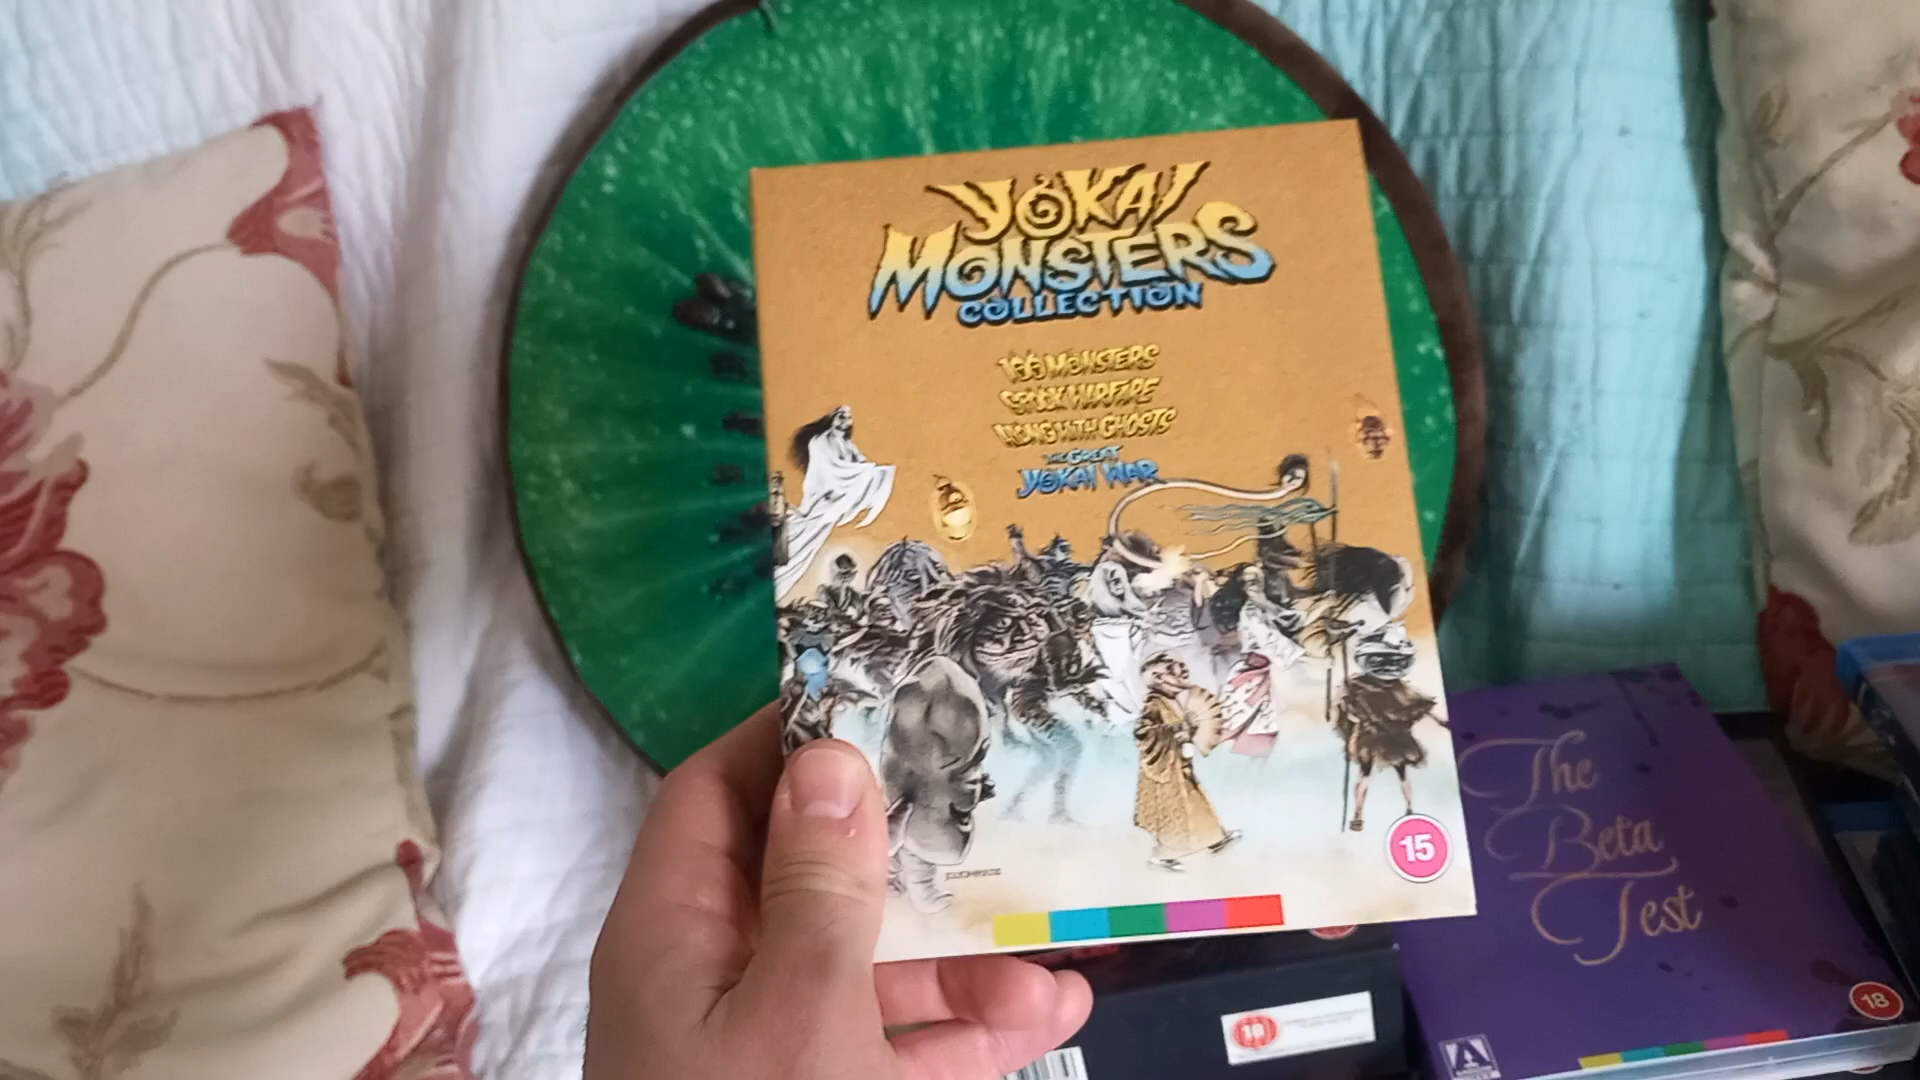 YOKAI
MONSTERS
COLLECTION
100 MONSTERS
SPOOK WARFARE
ALONG WITH GHOSTS
THE GREAT
YOKAI WAR
15
The
Beta
Test
18
18